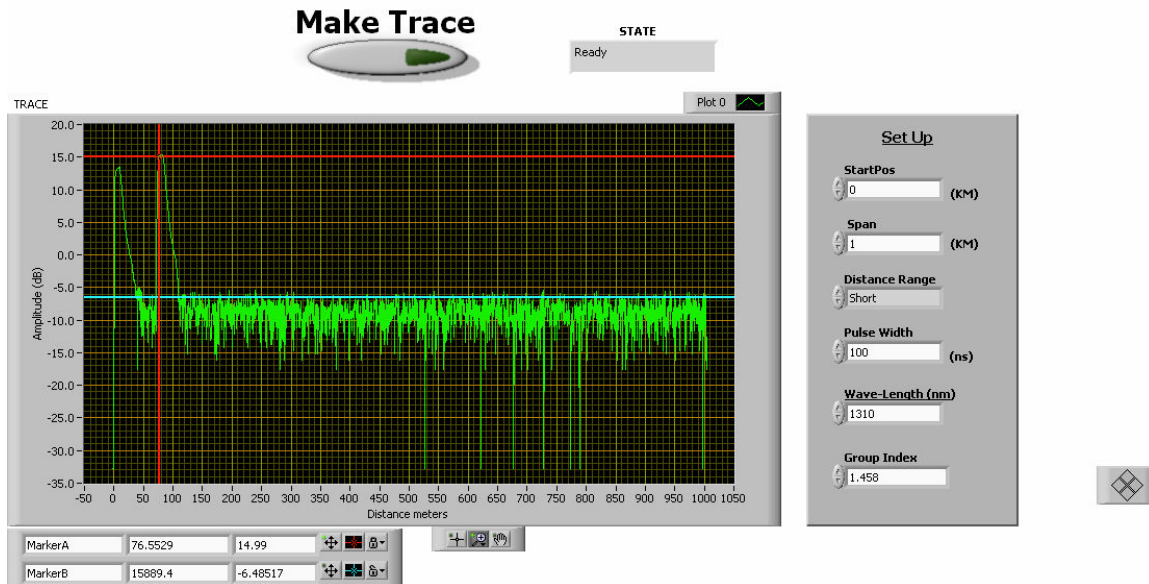 Make Trace
STATE
Ready
TRACE
Plot 0
20.0
15.0
10.0
5.0
0.0
-5.0
-10.0
-15.0
-20.0
-25.0
-30.0
-35.0
Amplitude (dB)
-50 0 50 100 150 200 250 300 350 400 450 500 550 600 650 700 750 800 850 900 950 1000 1050
Distance meters
Set Up
StartPos
0 (KM)
Span
1 (KM)
Distance Range
Short
Pulse Width
100 (ns)
Wave-Length (nm)
1310
Group Index
1.458
MarkerA 76.5529 14.99
MarkerB 15889.4 -6.48517